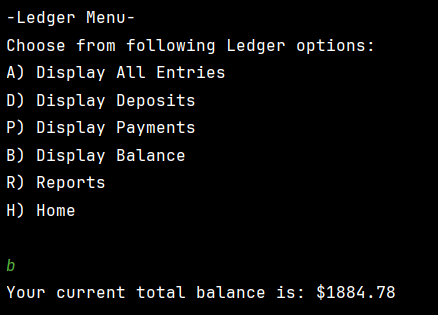 -Ledger Menu-
Choose from following Ledger options:
A) Display All Entries
D) Display Deposits
P) Display Payments
B) Display Balance
R) Reports
H) Home
b
Your current total balance is: $1884.78